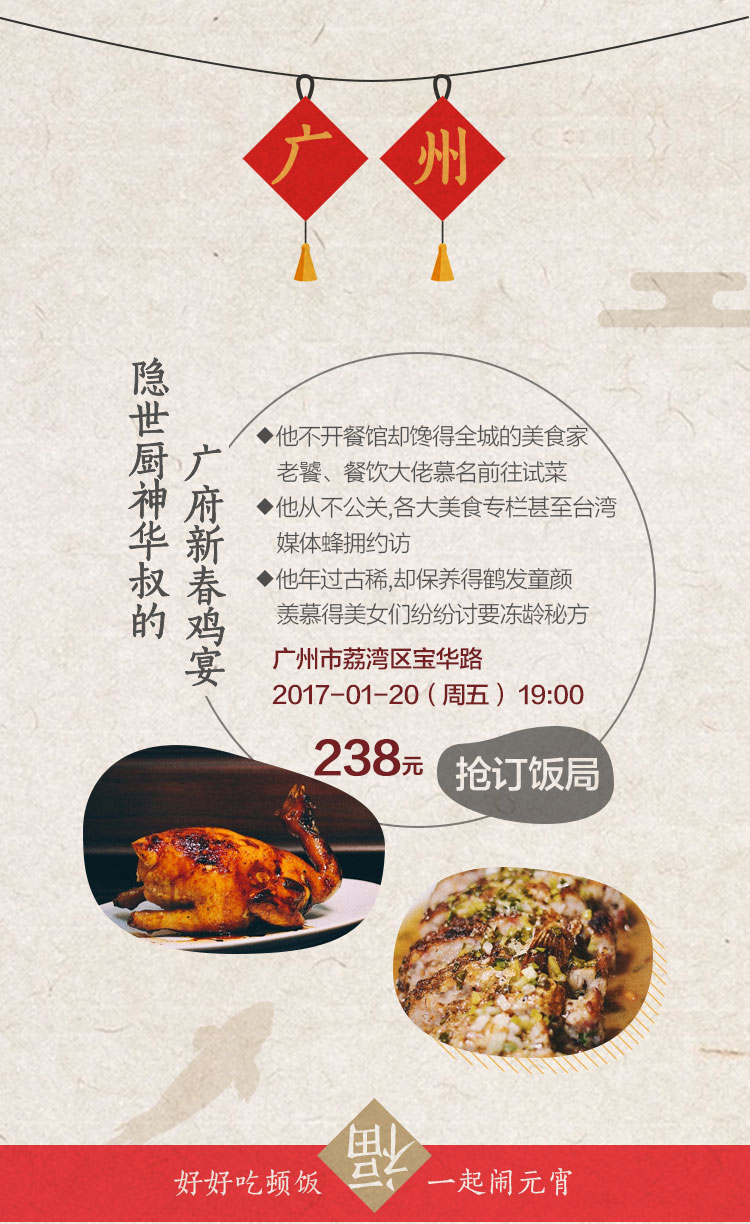 广州
隐世厨神华叔的
广府新春鸡宴
◆他不开餐馆却馋得全城的美食家
老饕、餐饮大佬慕名前往试菜
◆他从不公关,各大美食专栏甚至台湾
媒体蜂拥约访
◆他年过古稀,却保养得鹤发童颜
羡慕得美女们纷纷讨要冻龄秘方
广州市荔湾区宝华路
2017-01-20（周五）19:00
238元
抢订饭局
福
好好吃顿饭 一起闹元宵